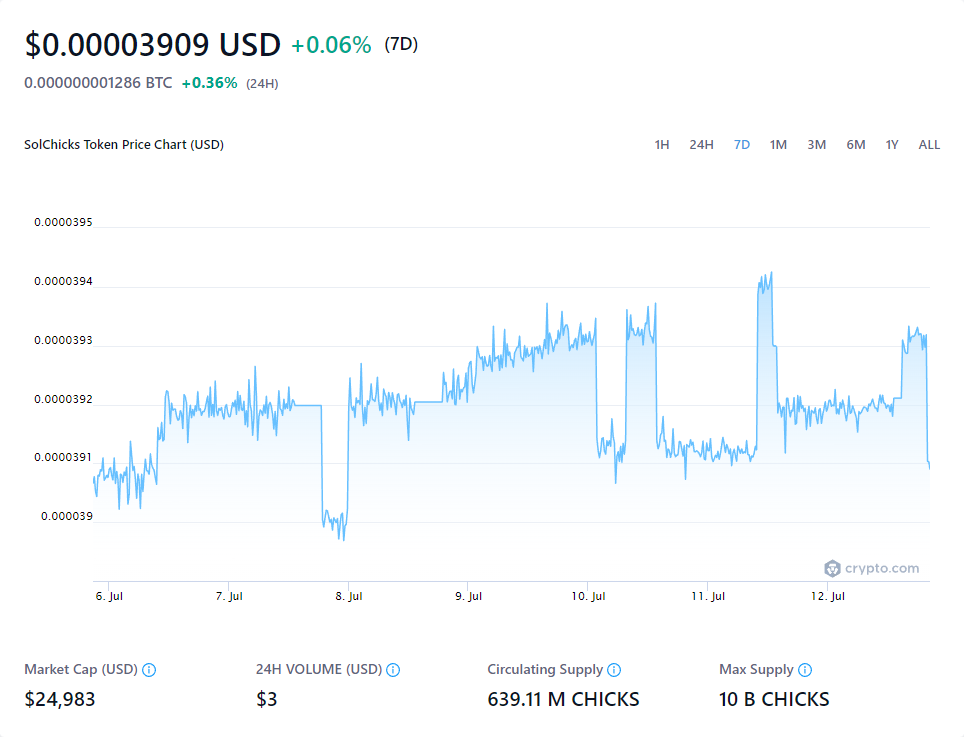 $0.00003909 USD +0.06% (7D)
0.000000001286 BTC +0.36% (24H)
SolChicks Token Price Chart (USD) 1H 24H 7D 1M 3M 6M 1Y ALL
0.0000395
0.0000394
0.0000393
0.0000392
0.0000391
0.000039
crypto.com
6. Jul 7. Jul 8. Jul 9. Jul 10. Jul 11. Jul 12. Jul
Market Cap (USD) 24H VOLUME (USD) Circulating Supply Max Supply
$24,983 $3 639.11 M CHICKS 10 B CHICKS